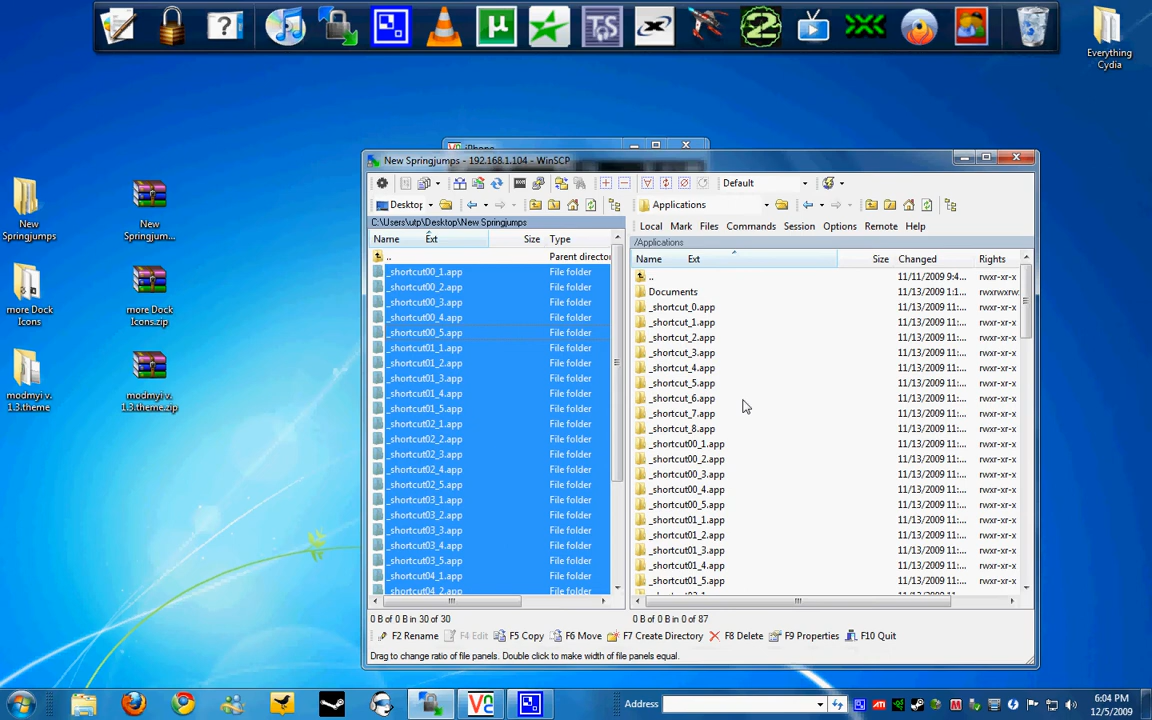 Everything
Cydia
New
Springjumps
New
Springjum...
more Dock
Icons
more Dock
Icons.zip
modmyi v.
1.3.theme
modmyi v.
1.3.theme.zip
iPhone
New Springjumps - 192.168.1.104 - WinSCP
Default
Desktop
Applications
C:\Users\utp\Desktop\New Springjumps
Local Mark Files Commands Session Options Remote Help
/Applications
Name Ext Size Type
Name Ext Size Changed Rights
.. Parent directo
_shortcut00_1.app File folder
_shortcut00_2.app File folder
_shortcut00_3.app File folder
_shortcut00_4.app File folder
_shortcut00_5.app File folder
_shortcut01_1.app File folder
_shortcut01_2.app File folder
_shortcut01_3.app File folder
_shortcut01_4.app File folder
_shortcut01_5.app File folder
_shortcut02_1.app File folder
_shortcut02_2.app File folder
_shortcut02_3.app File folder
_shortcut02_4.app File folder
_shortcut02_5.app File folder
_shortcut03_1.app File folder
_shortcut03_2.app File folder
_shortcut03_3.app File folder
_shortcut03_4.app File folder
_shortcut03_5.app File folder
_shortcut04_1.app File folder
_shortcut04_2.app File folder
.. 11/11/2009 9:4... rwxr-xr-x
Documents 11/13/2009 1:1... rwxrwxrw:
_shortcut_0.app 11/13/2009 11:... rwxr-xr-x
_shortcut_1.app 11/13/2009 11:... rwxr-xr-x
_shortcut_2.app 11/13/2009 11:... rwxr-xr-x
_shortcut_3.app 11/13/2009 11:... rwxr-xr-x
_shortcut_4.app 11/13/2009 11:... rwxr-xr-x
_shortcut_5.app 11/13/2009 11:... rwxr-xr-x
_shortcut_6.app 11/13/2009 11:... rwxr-xr-x
_shortcut_7.app 11/13/2009 11:... rwxr-xr-x
_shortcut_8.app 11/13/2009 11:... rwxr-xr-x
_shortcut00_1.app 11/13/2009 11:... rwxr-xr-x
_shortcut00_2.app 11/13/2009 11:... rwxr-xr-x
_shortcut00_3.app 11/13/2009 11:... rwxr-xr-x
_shortcut00_4.app 11/13/2009 11:... rwxr-xr-x
_shortcut00_5.app 11/13/2009 11:... rwxr-xr-x
_shortcut01_1.app 11/13/2009 11:... rwxr-xr-x
_shortcut01_2.app 11/13/2009 11:... rwxr-xr-x
_shortcut01_3.app 11/13/2009 11:... rwxr-xr-x
_shortcut01_4.app 11/13/2009 11:... rwxr-xr-x
_shortcut01_5.app 11/13/2009 11:... rwxr-xr-x
0 B of 0 B in 30 of 30
0 B of 0 B in 0 of 87
F2 Rename F4 Edit F5 Copy F6 Move F7 Create Directory F8 Delete F9 Properties F10 Quit
Drag to change ratio of file panels. Double click to make width of file panels equal.
Address
6:04 PM
12/5/2009